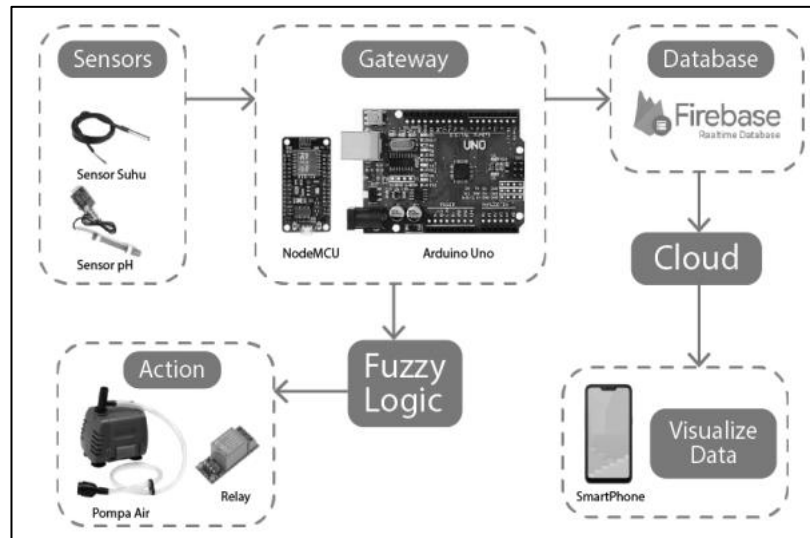 Sensors
Sensor Suhu
Sensor pH
Gateway
UNO
NodeMCU
Arduino Uno
Database
Firebase
Realtime Database
Cloud
Fuzzy
Logic
Action
Pompa Air
Relay
SmartPhone
Visualize
Data